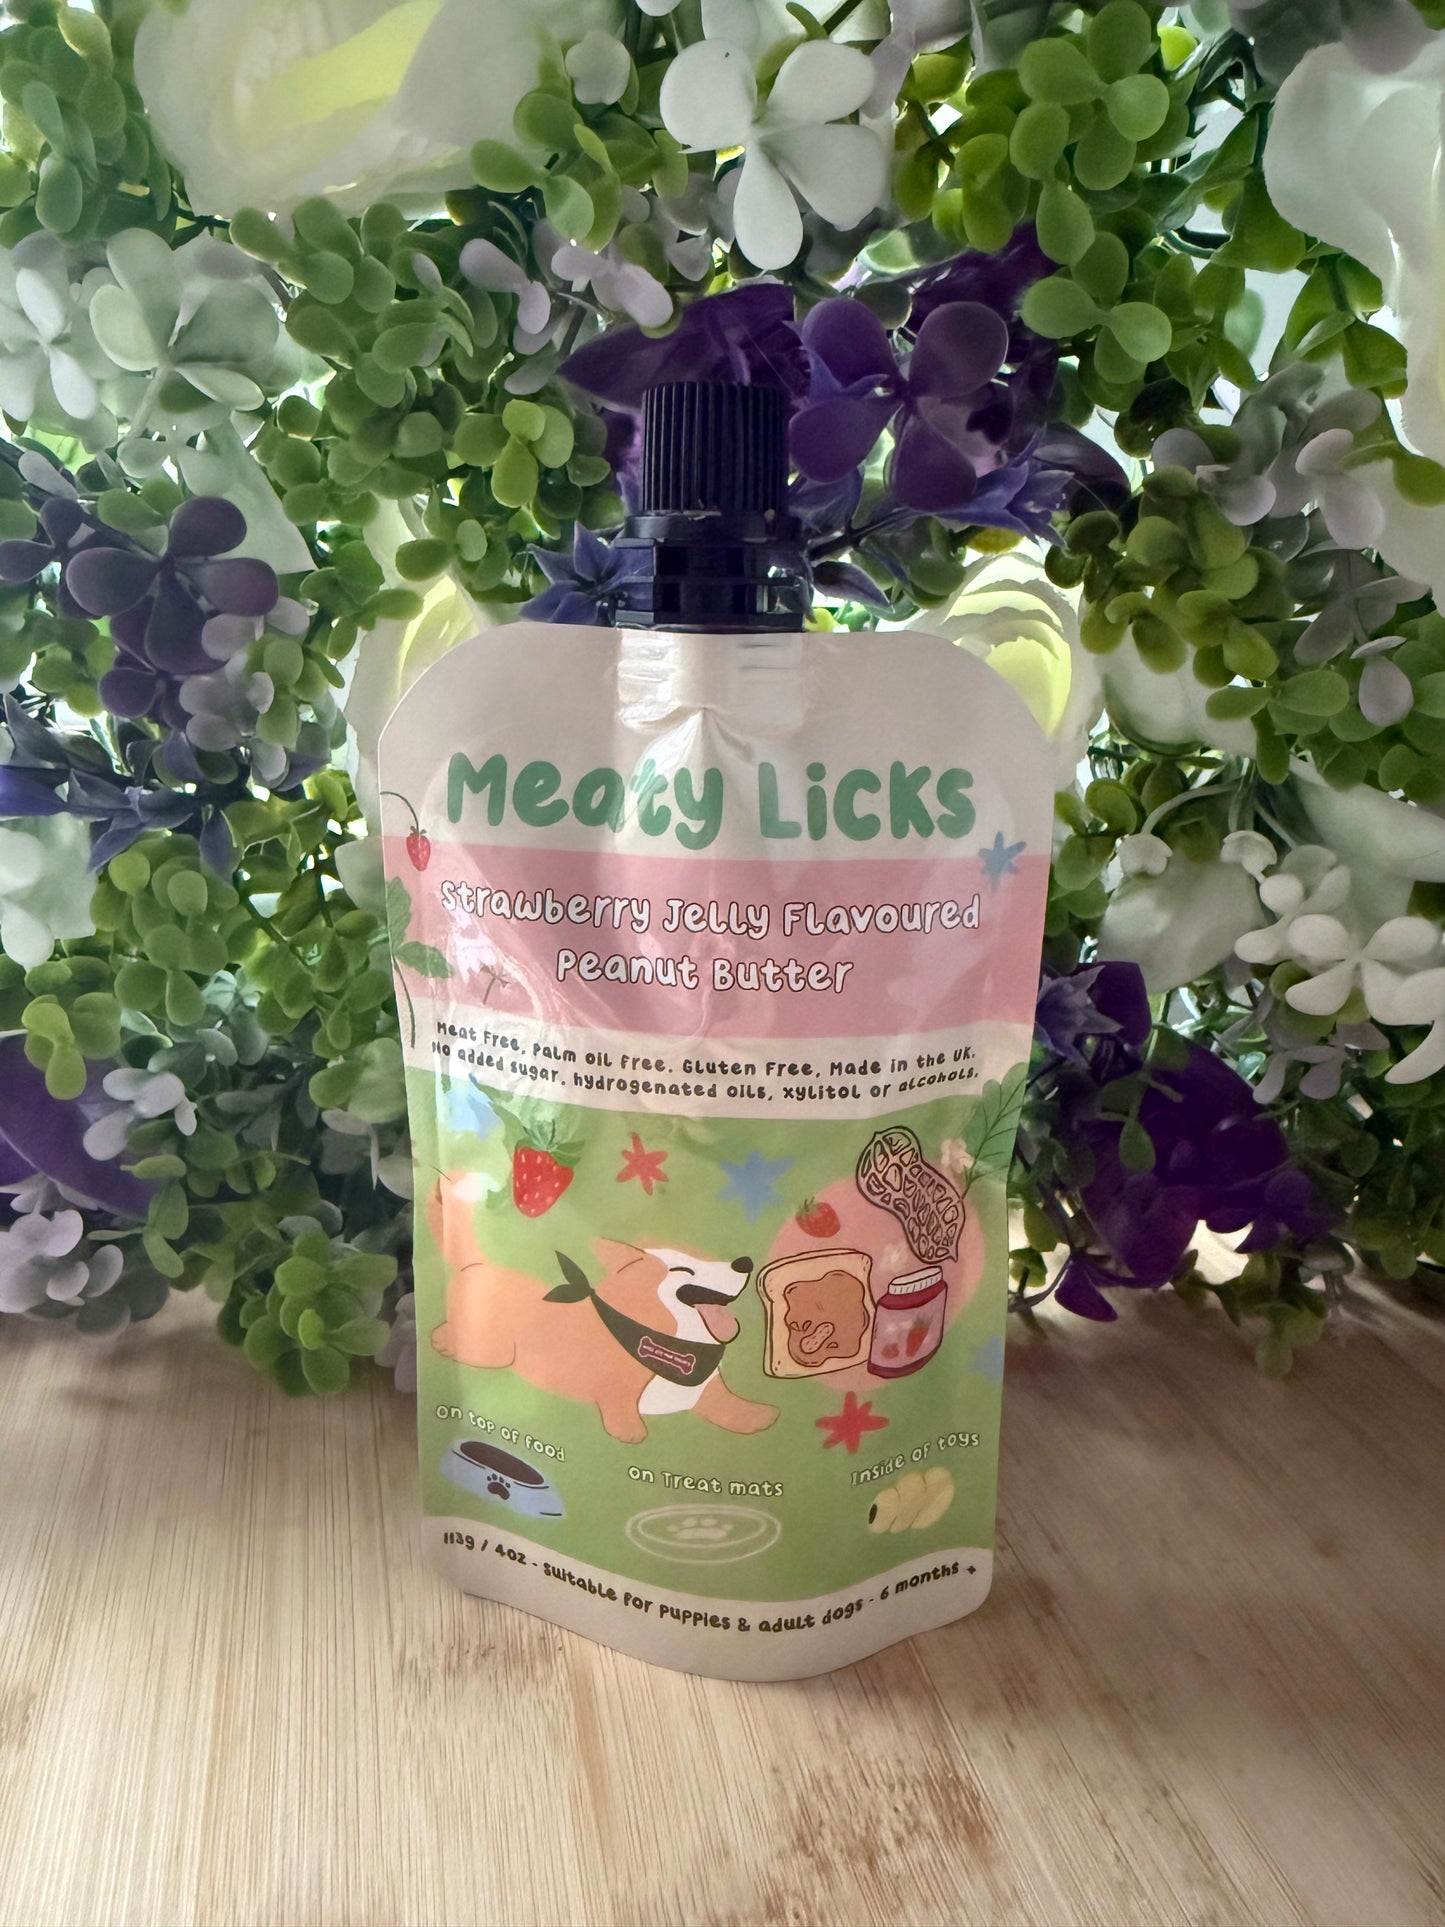 Meaty Licks
Strawberry Jelly Flavoured
Peanut Butter
Meat Free, Palm oil Free, Gluten Free, Made in the UK.
No added sugar, hydrogenated oils, xylitol or alcohols.
On top of food
On Treat mats
Inside of toys
113g / 4oz - suitable for puppies & adult dogs - 6 months +